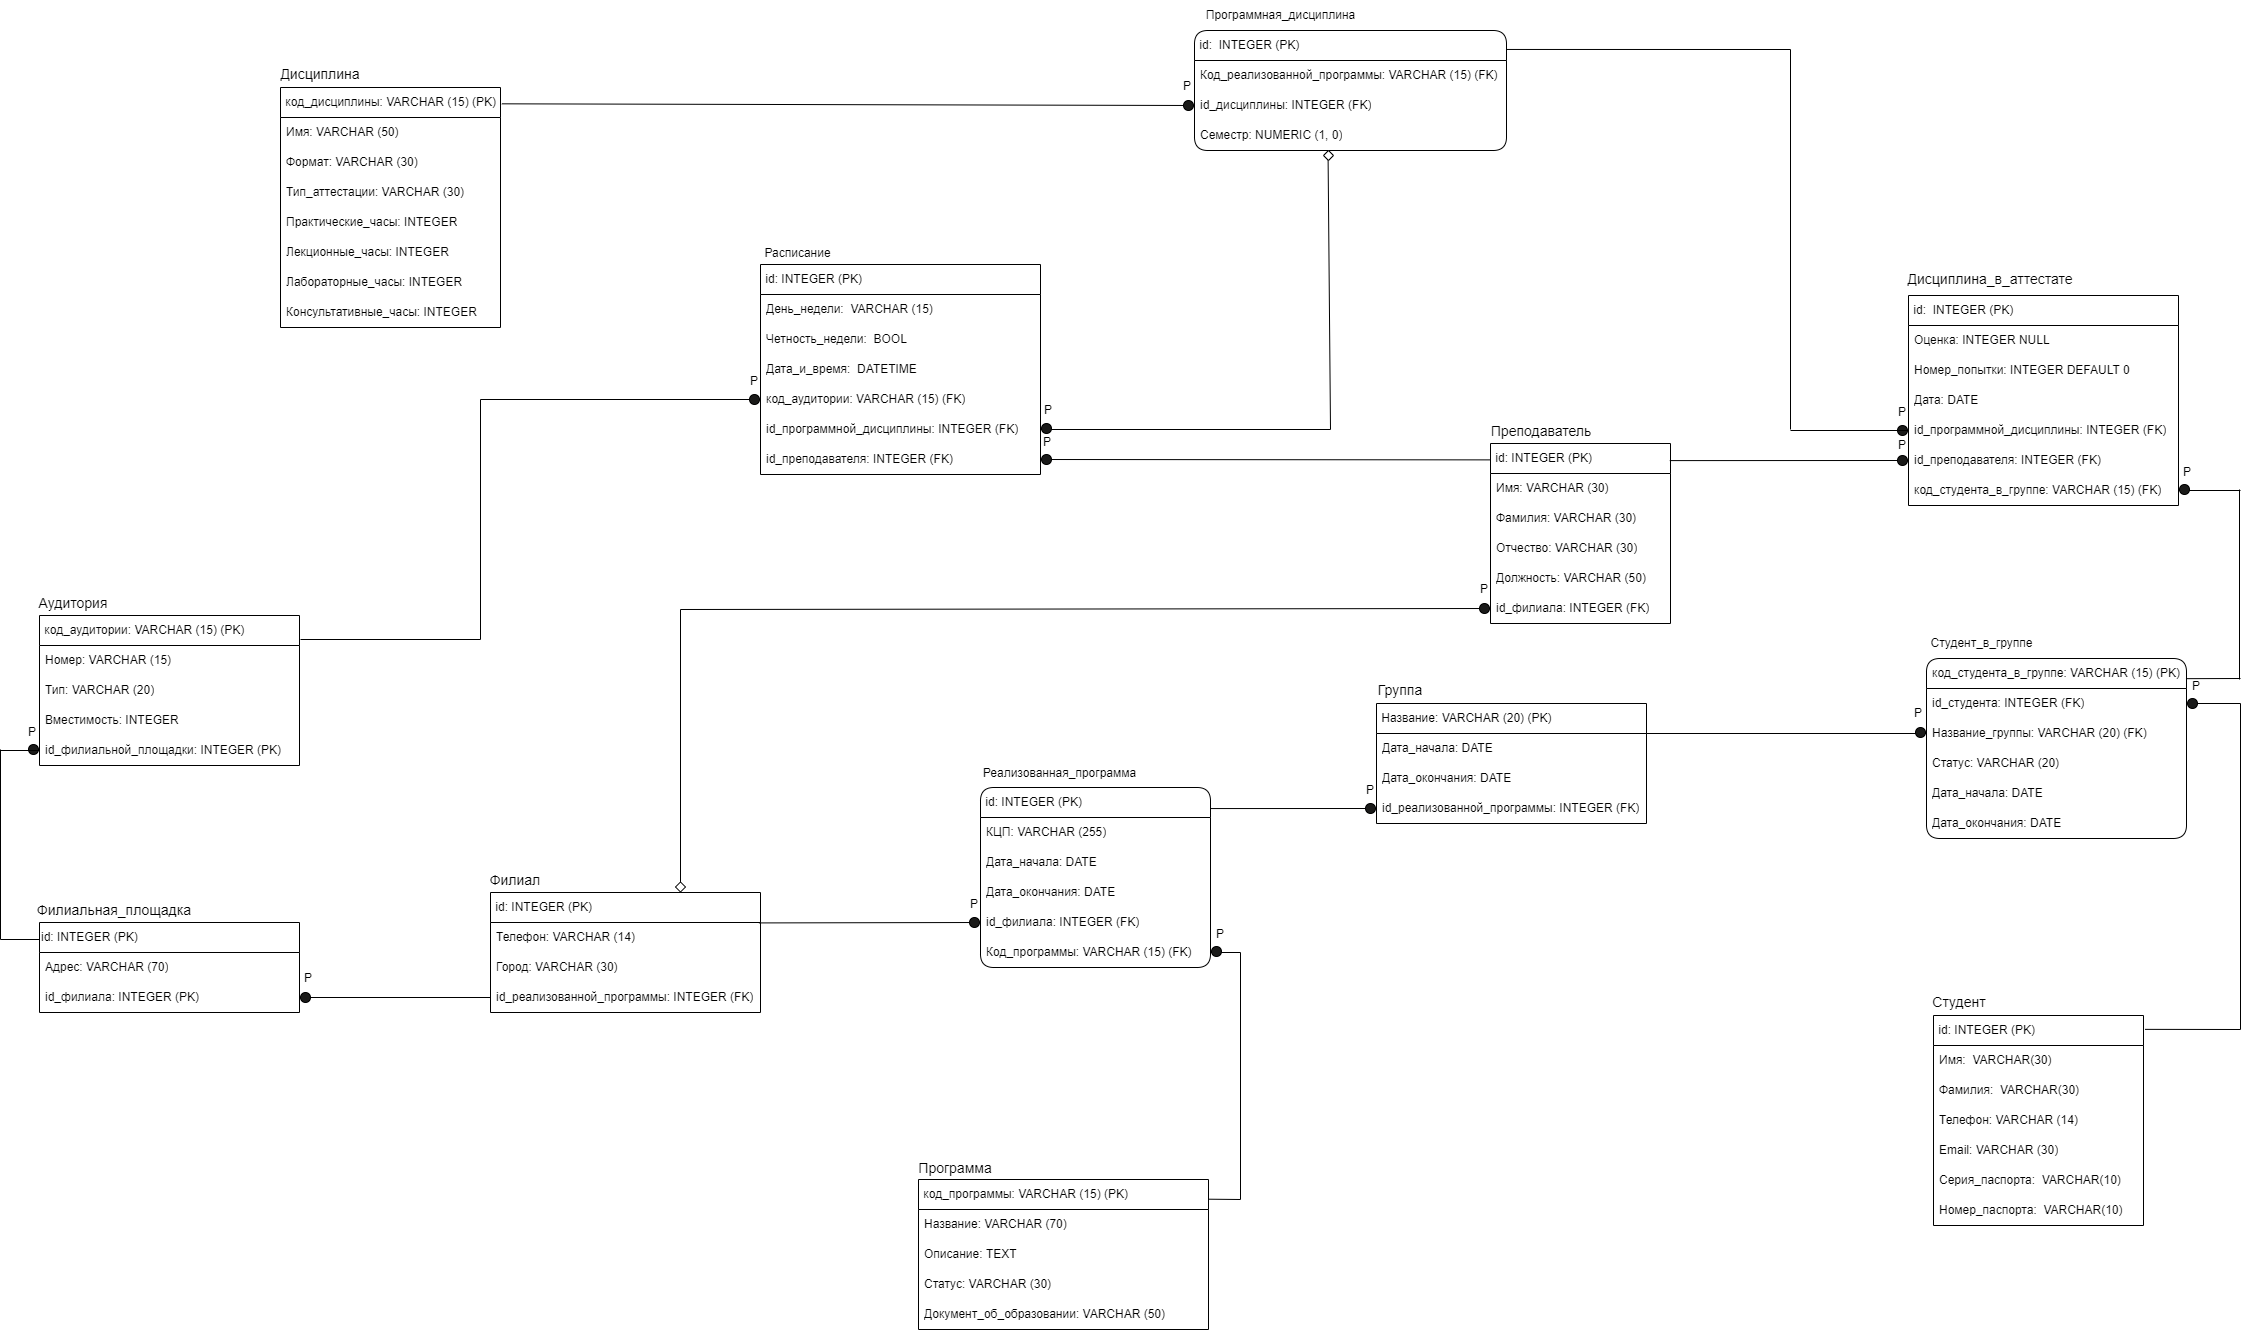 Программная_дисциплина
id:  INTEGER (PK)
Код_реализованной_программы: VARCHAR (15) (FK)
P
id_дисциплины: INTEGER (FK)
Семестр: NUMERIC (1, 0)
Дисциплина
код_дисциплины: VARCHAR (15) (PK)
Имя: VARCHAR (50)
Формат: VARCHAR (30)
Тип_аттестации: VARCHAR (30)
Практические_часы: INTEGER
Лекционные_часы: INTEGER
Лабораторные_часы: INTEGER
Консультативные_часы: INTEGER
Расписание
id: INTEGER (PK)
День_недели:  VARCHAR (15)
Четность_недели:  BOOL
Дата_и_время:  DATETIME
P
код_аудитории: VARCHAR (15) (FK)
P
id_программной_дисциплины: INTEGER (FK)
P
id_преподавателя: INTEGER (FK)
Дисциплина_в_аттестате
id:  INTEGER (PK)
Оценка: INTEGER NULL
Номер_попытки: INTEGER DEFAULT 0
Дата: DATE
P
id_программной_дисциплины: INTEGER (FK)
P
id_преподавателя: INTEGER (FK)
P
код_студента_в_группе: VARCHAR (15) (FK)
Преподаватель
id: INTEGER (PK)
Имя: VARCHAR (30)
Фамилия: VARCHAR (30)
Отчество: VARCHAR (30)
Должность: VARCHAR (50)
P
id_филиала: INTEGER (FK)
Аудитория
код_аудитории: VARCHAR (15) (PK)
Номер: VARCHAR (15)
Тип: VARCHAR (20)
Вместимость: INTEGER
P
id_филиальной_площадки: INTEGER (PK)
Студент_в_группе
код_студента_в_группе: VARCHAR (15) (PK)
P
id_студента: INTEGER (FK)
P
Название_группы: VARCHAR (20) (FK)
Статус: VARCHAR (20)
Дата_начала: DATE
Дата_окончания: DATE
Группа
Название: VARCHAR (20) (PK)
Дата_начала: DATE
Дата_окончания: DATE
P
id_реализованной_программы: INTEGER (FK)
Реализованная_программа
id: INTEGER (PK)
КЦП: VARCHAR (255)
Дата_начала: DATE
Дата_окончания: DATE
P
id_филиала: INTEGER (FK)
P
Код_программы: VARCHAR (15) (FK)
Филиал
id: INTEGER (PK)
Телефон: VARCHAR (14)
Город: VARCHAR (30)
id_реализованной_программы: INTEGER (FK)
Филиальная_площадка
id: INTEGER (PK)
Адрес: VARCHAR (70)
P
id_филиала: INTEGER (PK)
Студент
id: INTEGER (PK)
Имя:  VARCHAR(30)
Фамилия:  VARCHAR(30)
Телефон: VARCHAR (14)
Email: VARCHAR (30)
Серия_паспорта:  VARCHAR(10)
Номер_паспорта:  VARCHAR(10)
Программа
код_программы: VARCHAR (15) (PK)
Название: VARCHAR (70)
Описание: TEXT
Статус: VARCHAR (30)
Документ_об_образовании: VARCHAR (50)